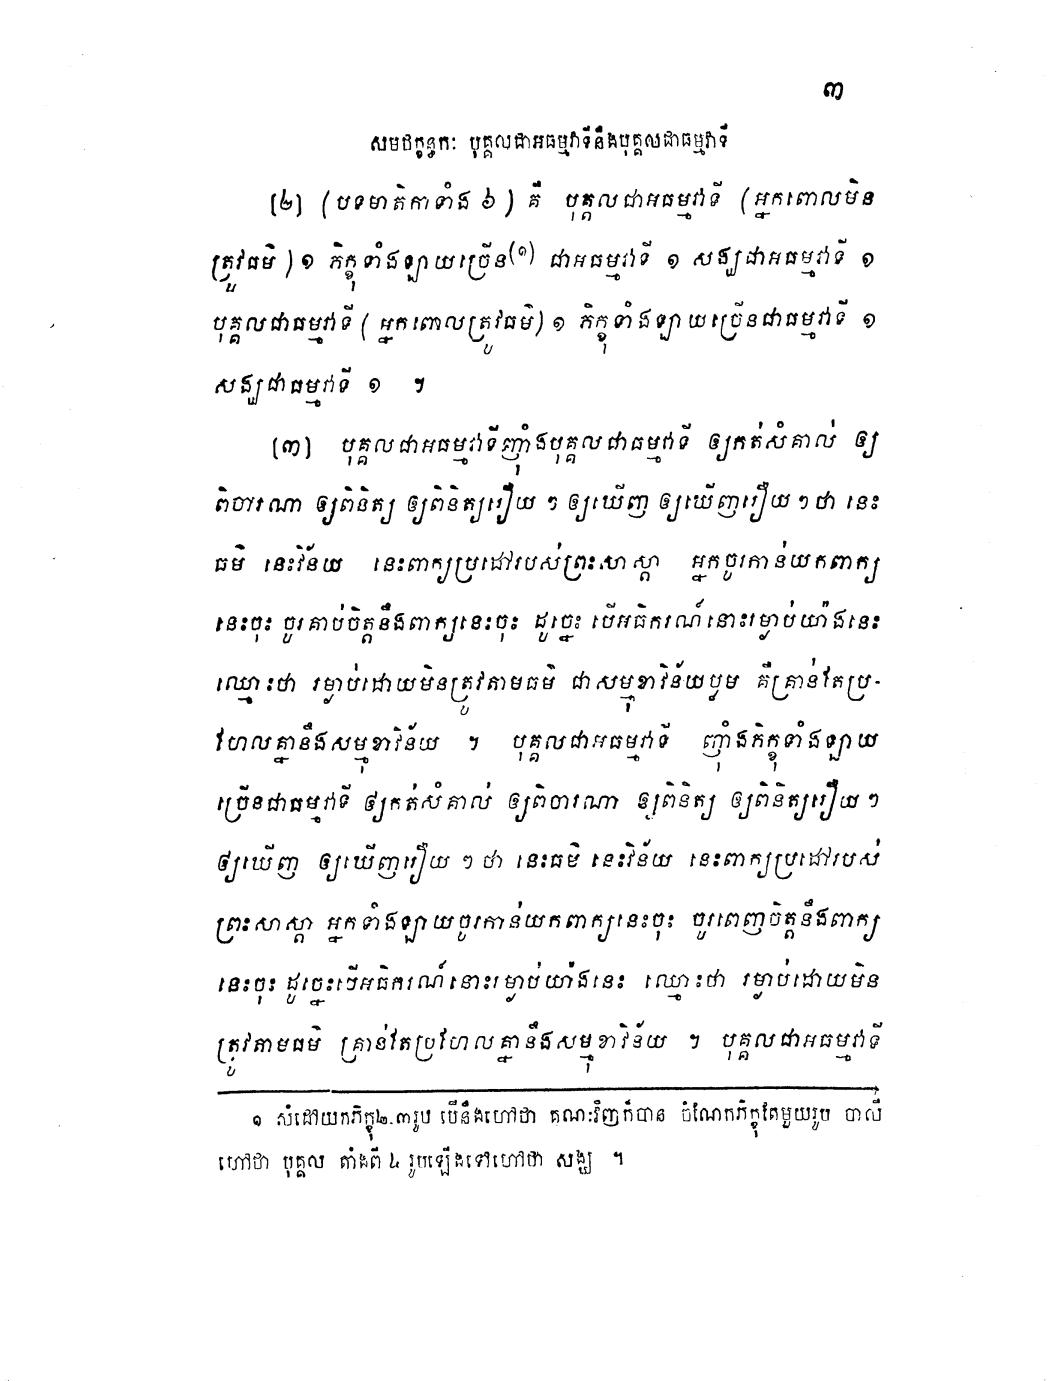 ៣
សមថក្ខន្ធកៈ បុគ្គលជាអធម្មវាទីនឹងបុគ្គលជាធម្មវាទី
[២] (បទមាតិកាទាំង ៦) គឺ បុគ្គលជាអធម្មវាទី (អ្នកពោលមិន
ត្រូវធម៌) ១ ភិក្ខុទាំងឡាយច្រើន(១) ជាអធម្មវាទី ១ សង្ឃជាអធម្មវាទី ១
បុគ្គលជាធម្មវាទី (អ្នកពោលត្រូវធម៌) ១ ភិក្ខុទាំងឡាយច្រើនជាធម្មវាទី ១
សង្ឃជាធម្មវាទី ១ ។
[៣] បុគ្គលជាអធម្មវាទីញ៉ាំងបុគ្គលជាធម្មវាទី ឲ្យកត់សំគាល់ ឲ្យ
ពិចារណា ឲ្យពិនិត្យ ឲ្យពិនិត្យរឿយ ៗ ឲ្យឃើញ ឲ្យឃើញរឿយ ៗ ថា នេះ
ធម៌ នេះវិន័យ នេះពាក្យប្រដៅរបស់ព្រះសាស្តា អ្នកចូរកាន់យកពាក្យ
នេះចុះ ចូរគាប់ចិត្តនឹងពាក្យនេះចុះ ដូច្នេះ បើអធិករណ៍នោះរម្ងាប់យ៉ាងនេះ
ឈ្មោះថា រម្ងាប់ដោយមិនត្រូវតាមធម៌ ជាសម្មុខាវិន័យប្លម គឺគ្រាន់តែប្រ-
ហែលគ្នានឹងសម្មុខាវិន័យ ។ បុគ្គលជាអធម្មវាទី ញ៉ាំងភិក្ខុទាំងឡាយ
ច្រើនជាធម្មវាទី ឲ្យកត់សំគាល់ ឲ្យពិចារណា ឲ្យពិនិត្យ ឲ្យពិនិត្យរឿយ ៗ
ឲ្យឃើញ ឲ្យឃើញរឿយ ៗ ថា នេះធម៌ នេះវិន័យ នេះពាក្យប្រដៅរបស់
ព្រះសាស្តា អ្នកទាំងឡាយចូរកាន់យកពាក្យនេះចុះ ចូរពេញចិត្តនឹងពាក្យ
នេះចុះ ដូច្នេះបើអធិករណ៍នោះរម្ងាប់យ៉ាងនេះ ឈ្មោះថា រម្ងាប់ដោយមិន
ត្រូវតាមធម៌ គ្រាន់តែប្រហែលគ្នានឹងសម្មុខាវិន័យ ។ បុគ្គលជាអធម្មវាទី
១ សំដៅយកភិក្ខុ២.៣រូប បើនឹងហៅថា គណៈវិញក៏បាន ចំណែកភិក្ខុតែមួយរូប បាលី
ហៅថា បុគ្គល តាំងពី ៤ រូបឡើងទៅហៅថា សង្ឃ ។